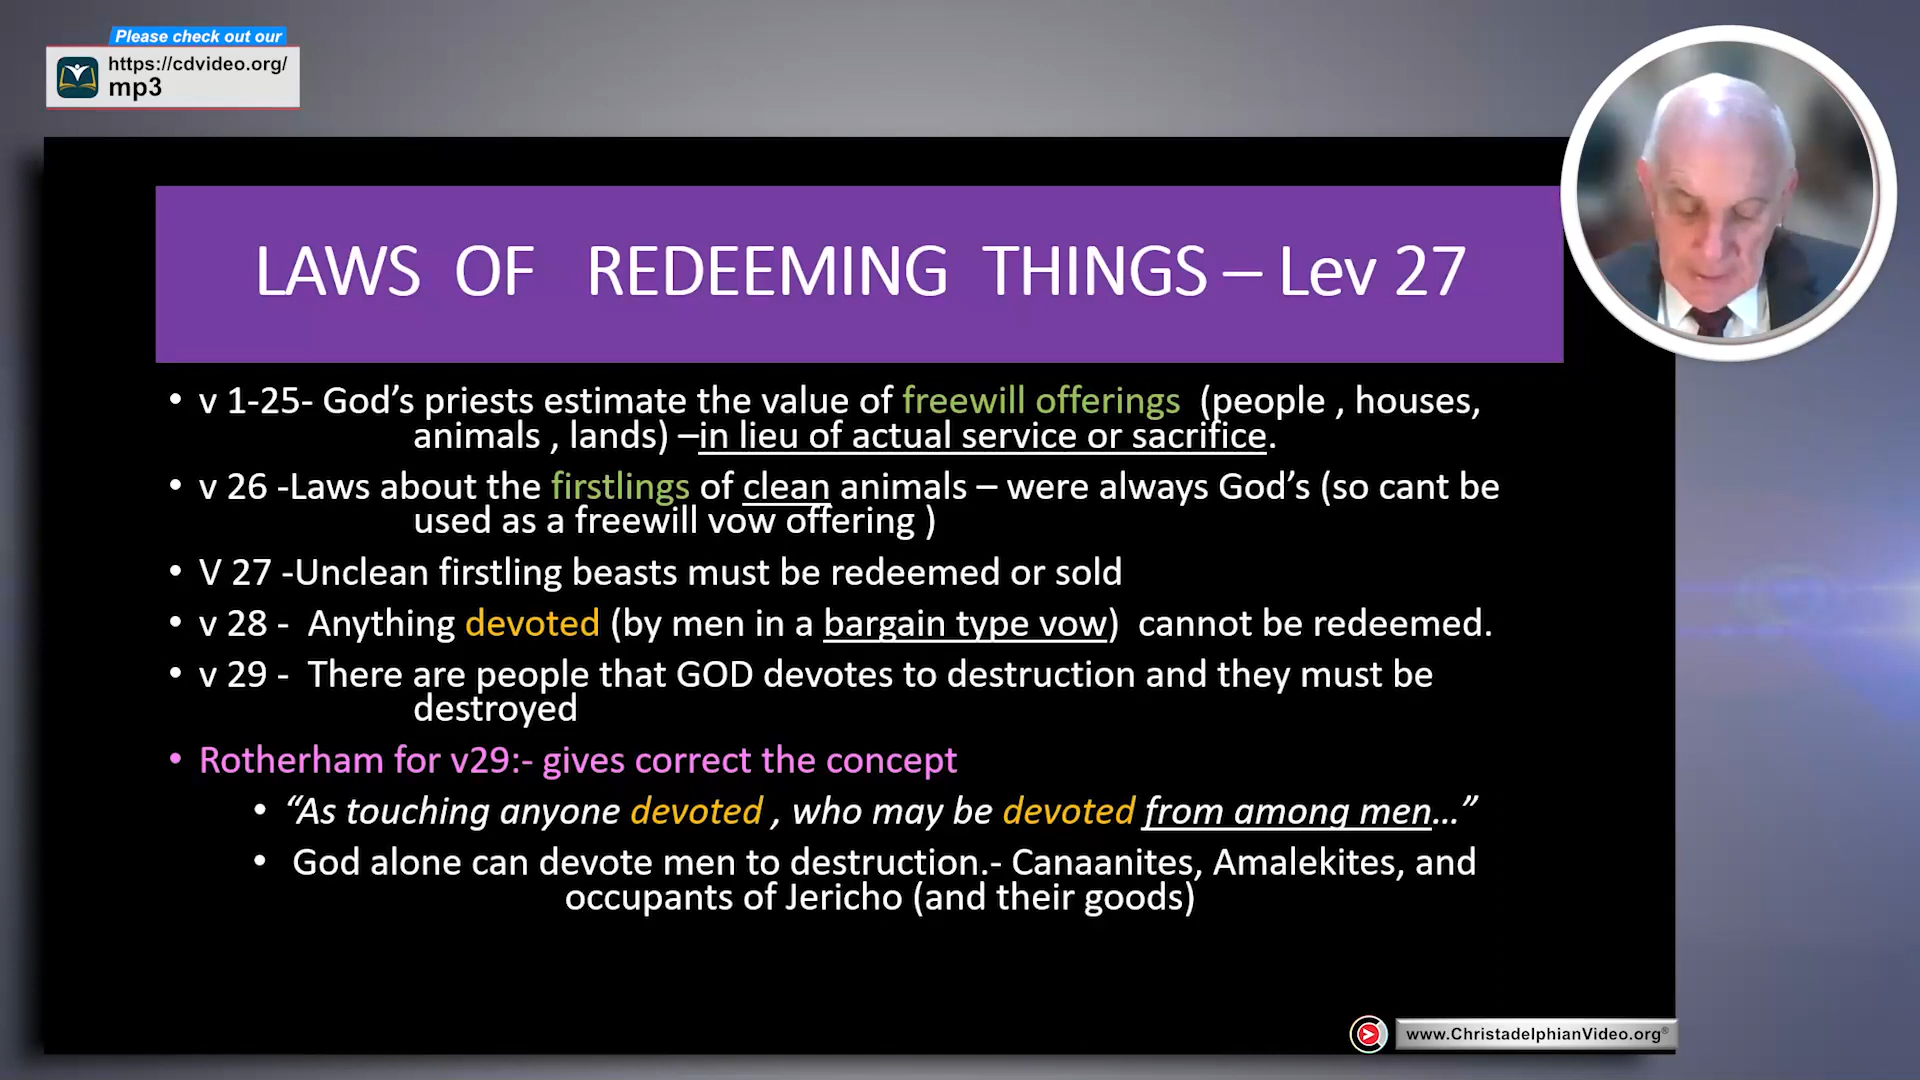 Please check out our
https://cdvideo.org/
mp3
LAWS OF REDEEMING THINGS – Lev 27
• v 1-25- God’s priests estimate the value of freewill offerings (people , houses,
animals , lands) –in lieu of actual service or sacrifice.
• v 26 -Laws about the firstlings of clean animals – were always God’s (so cant be
used as a freewill vow offering )
• V 27 -Unclean firstling beasts must be redeemed or sold
• v 28 - Anything devoted (by men in a bargain type vow) cannot be redeemed.
• v 29 - There are people that GOD devotes to destruction and they must be
destroyed
• Rotherham for v29:- gives correct the concept
• “As touching anyone devoted , who may be devoted from among men…”
• God alone can devote men to destruction.- Canaanites, Amalekites, and
occupants of Jericho (and their goods)
www.ChristadelphianVideo.org®